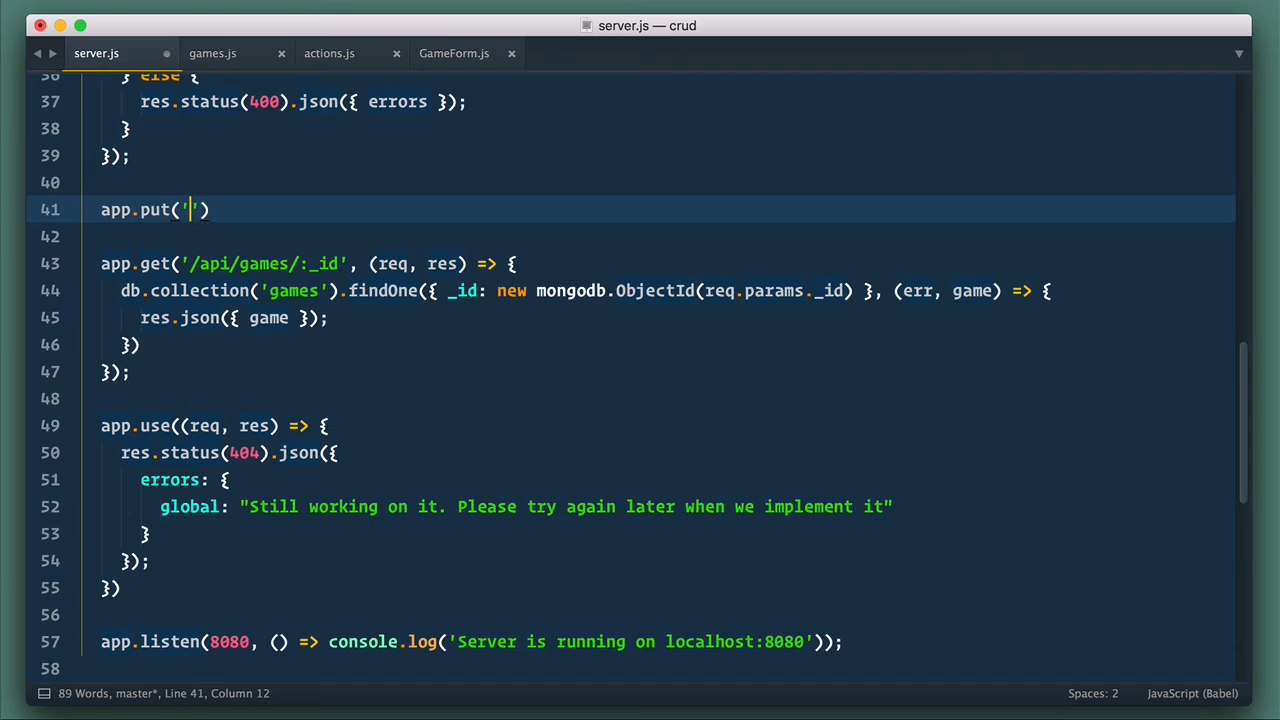 server.js — crud
server.js games.js actions.js GameForm.js
36 } else {
37 res.status(400).json({ errors });
38 }
39 });
40
41 app.put('')
42
43 app.get('/api/games/:_id', (req, res) => {
44 db.collection('games').findOne({ _id: new mongodb.ObjectId(req.params._id) }, (err, game) => {
45 res.json({ game });
46 })
47 });
48
49 app.use((req, res) => {
50 res.status(404).json({
51 errors: {
52 global: "Still working on it. Please try again later when we implement it"
53 }
54 });
55 })
56
57 app.listen(8080, () => console.log('Server is running on localhost:8080'));
58
89 Words, master*, Line 41, Column 12 Spaces: 2 JavaScript (Babel)